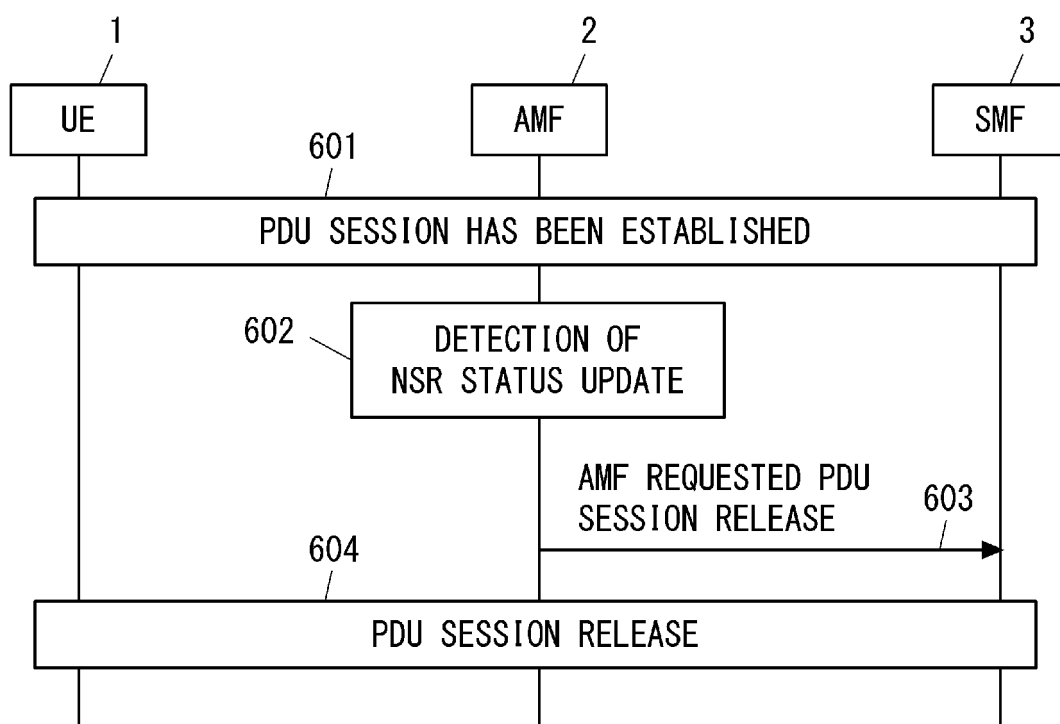 1
2
3
UE
AMF
SMF
601
PDU SESSION HAS BEEN ESTABLISHED
602
DETECTION OF
NSR STATUS UPDATE
AMF REQUESTED PDU
SESSION RELEASE
603
604
PDU SESSION RELEASE